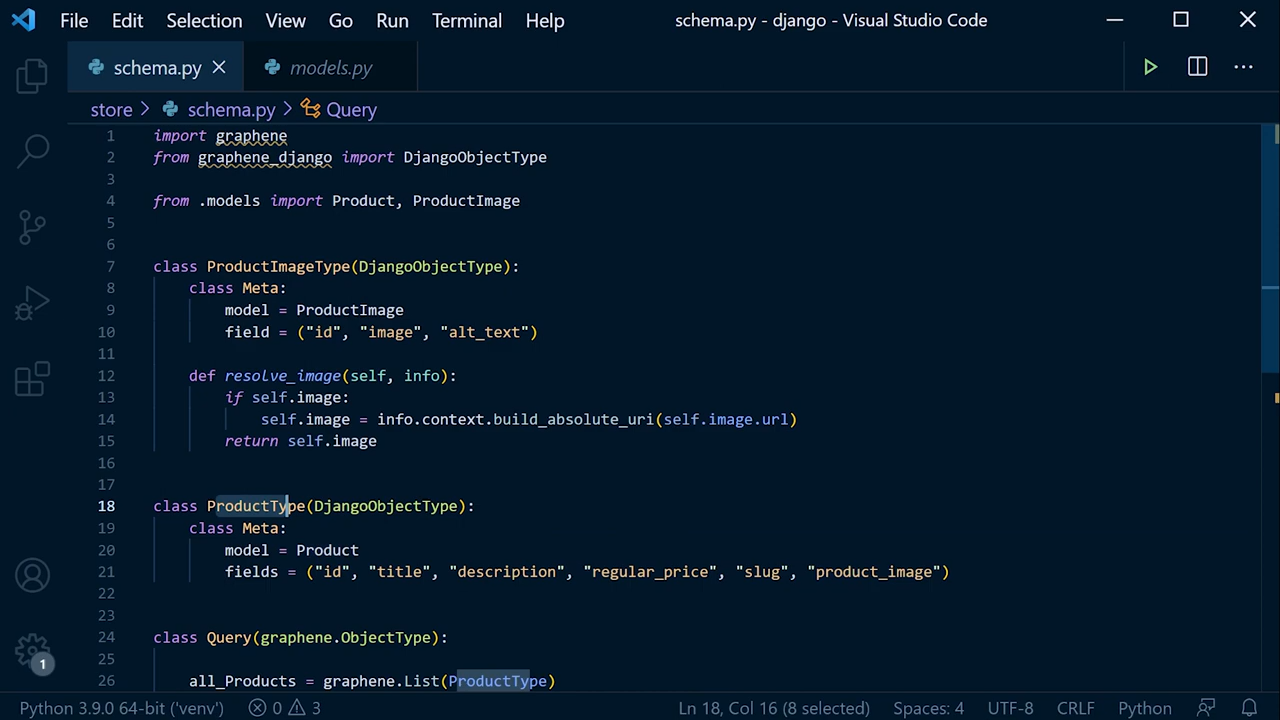 File Edit Selection View Go Run Terminal Help schema.py - django - Visual Studio Code
schema.py models.py
store > schema.py > Query
1 import graphene
2 from graphene_django import DjangoObjectType
3
4 from .models import Product, ProductImage
5
6
7 class ProductImageType(DjangoObjectType):
8 class Meta:
9 model = ProductImage
10 field = ("id", "image", "alt_text")
11
12 def resolve_image(self, info):
13 if self.image:
14 self.image = info.context.build_absolute_uri(self.image.url)
15 return self.image
16
17
18 class ProductType(DjangoObjectType):
19 class Meta:
20 model = Product
21 fields = ("id", "title", "description", "regular_price", "slug", "product_image")
22
23
24 class Query(graphene.ObjectType):
25
26 all_Products = graphene.List(ProductType)
1
Python 3.9.0 64-bit ('venv') 0 3 Ln 18, Col 16 (8 selected) Spaces: 4 UTF-8 CRLF Python